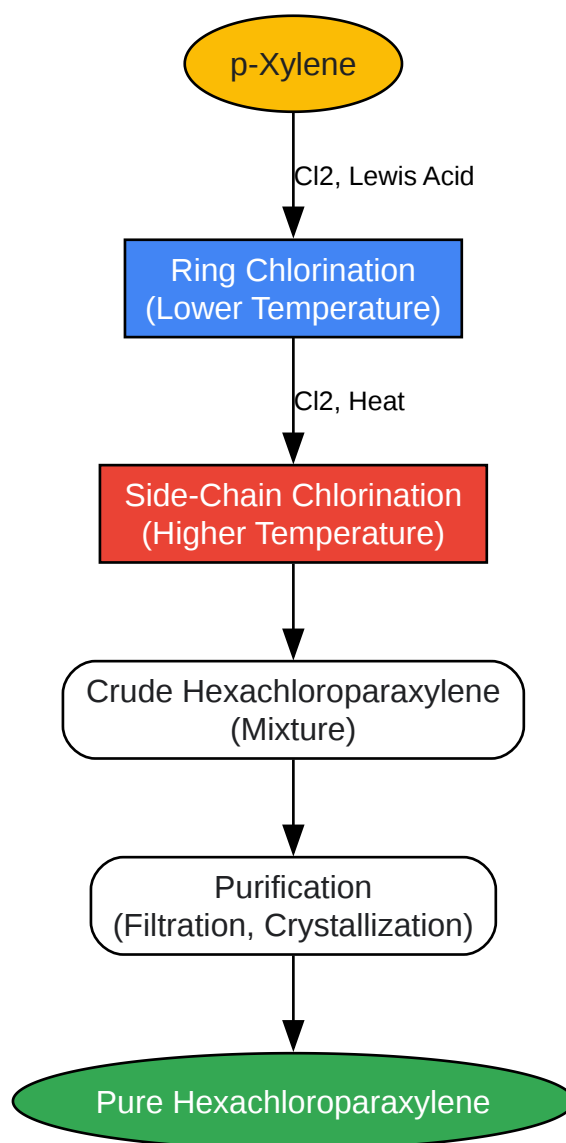 p-Xylene
Cl2, Lewis Acid
Ring Chlorination
(Lower Temperature)
Cl2, Heat
Side-Chain Chlorination
(Higher Temperature)
Crude Hexachloroparaxylene
(Mixture)
Purification
(Filtration, Crystallization)
Pure Hexachloroparaxylene